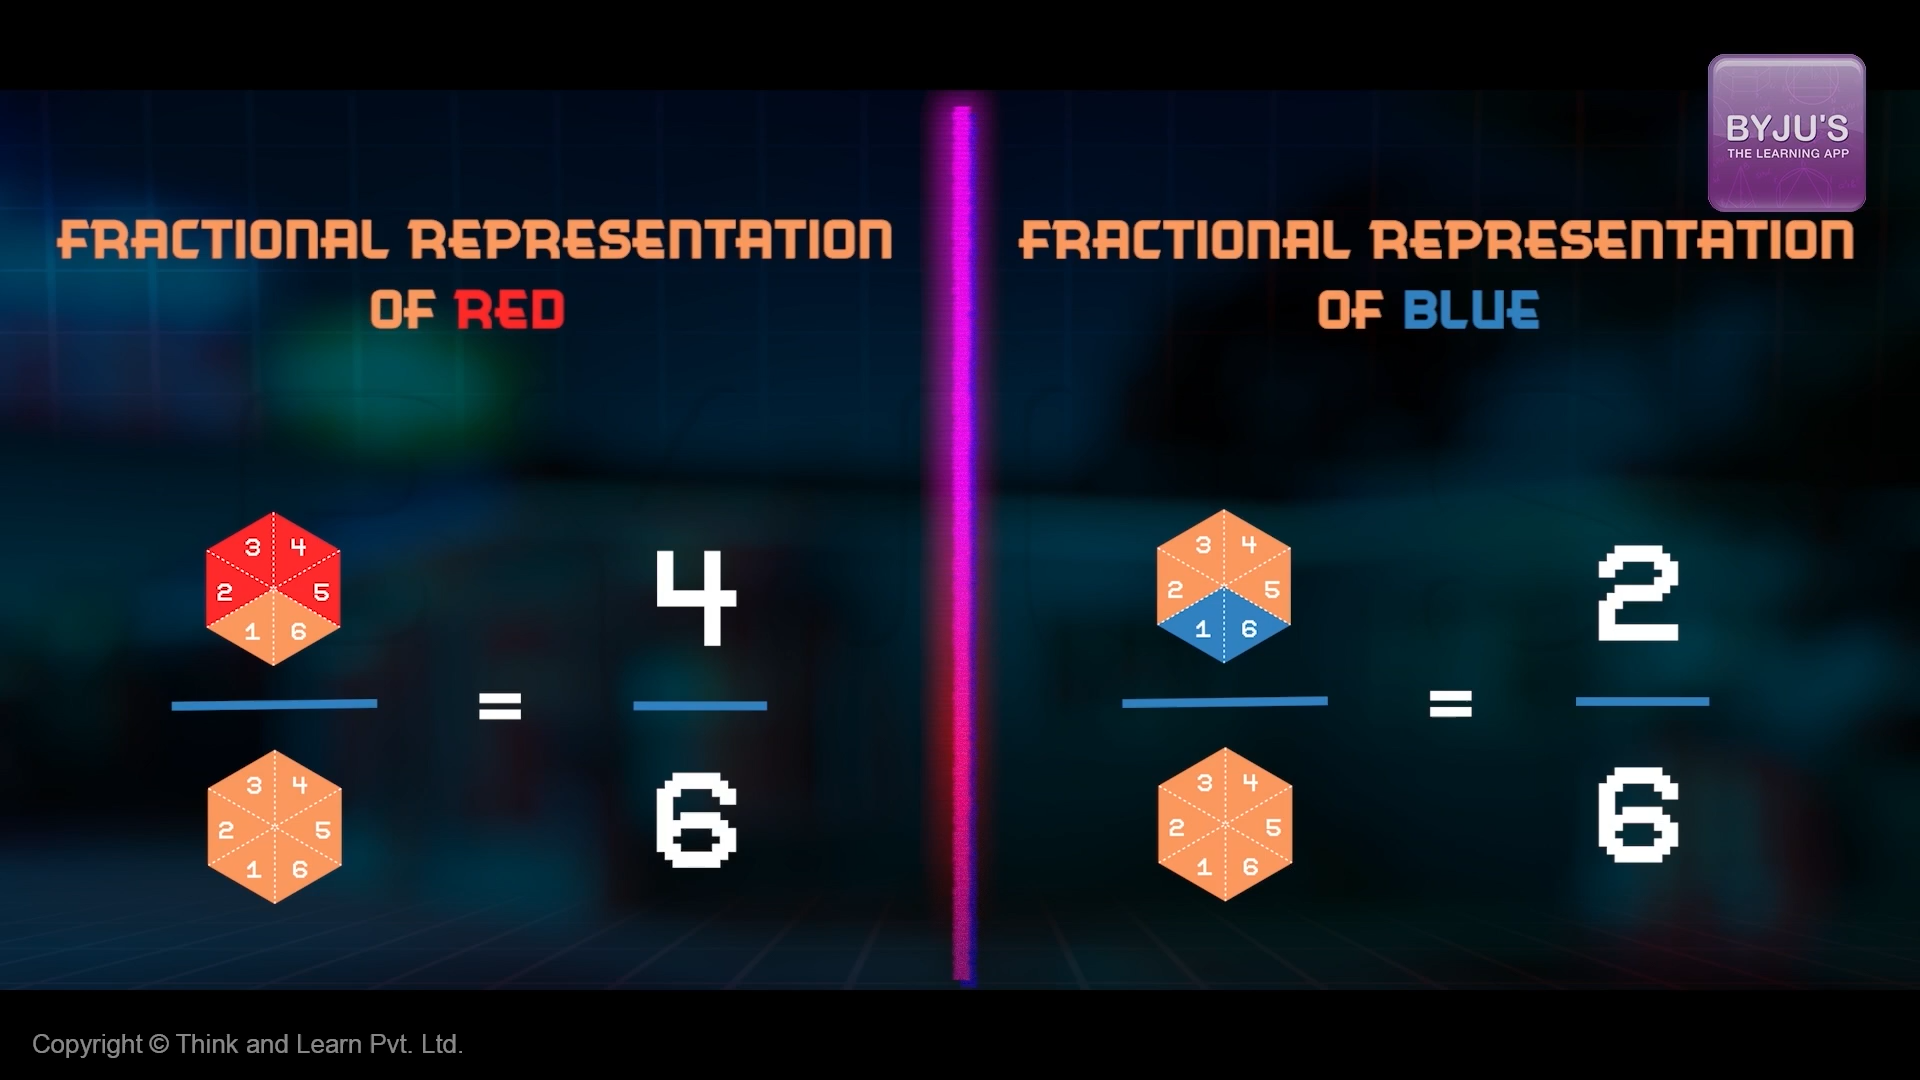 BYJU'S
THE LEARNING APP
FRACTIONAL REPRESENTATION
OF RED
3 4
2 5
1 6
=
4
6
3 4
2 5
1 6
FRACTIONAL REPRESENTATION
OF BLUE
3 4
2 5
1 6
=
2
6
3 4
2 5
1 6
Copyright © Think and Learn Pvt. Ltd.